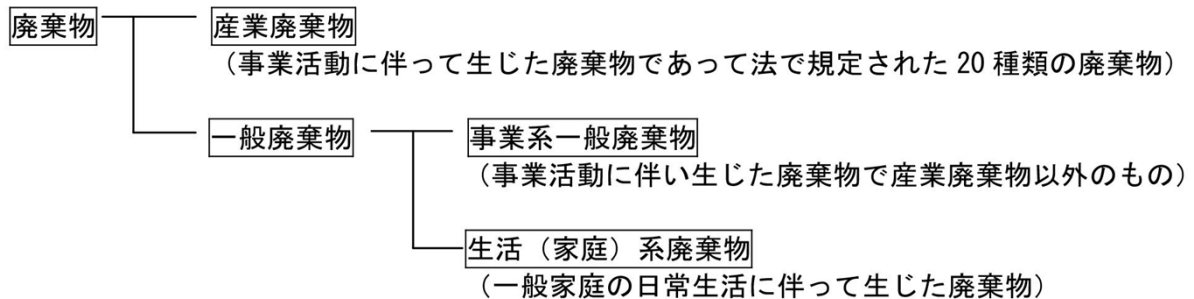 廃棄物 産業廃棄物
（事業活動に伴って生じた廃棄物であって法で規定された 20 種類の廃棄物）
一般廃棄物 事業系一般廃棄物
（事業活動に伴い生じた廃棄物で産業廃棄物以外のもの）
生活（家庭）系廃棄物
（一般家庭の日常生活に伴って生じた廃棄物）